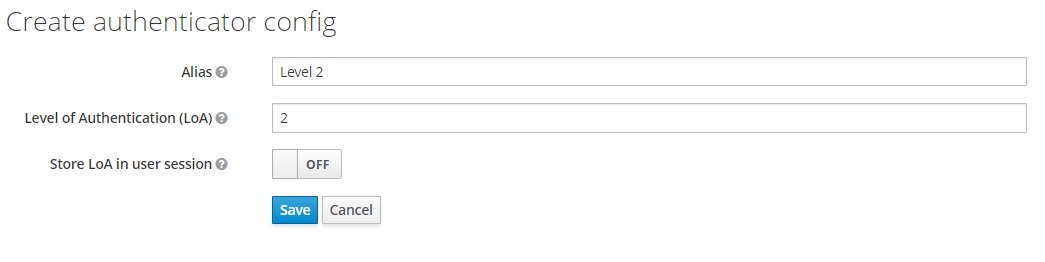 Create authenticator config
Alias
Level 2
Level of Authentication (LoA)
2
Store LoA in user session
OFF
Save Cancel